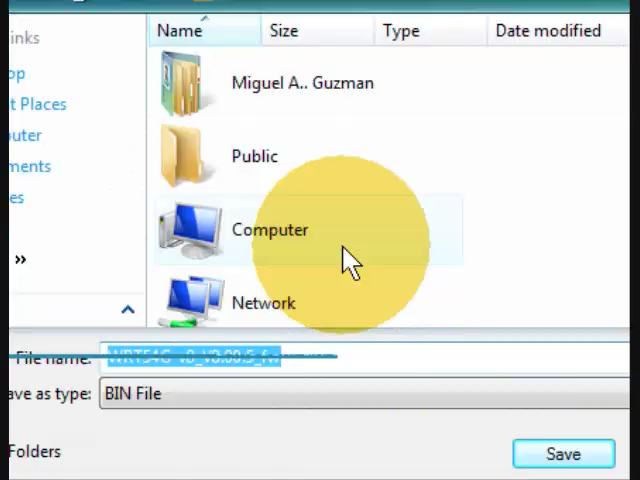 inks
Name Size Type Date modified
op
t Places
uter
ments
es
»
Miguel A.. Guzman
Public
Computer
Network
File name:
ave as type: BIN File
Folders
Save